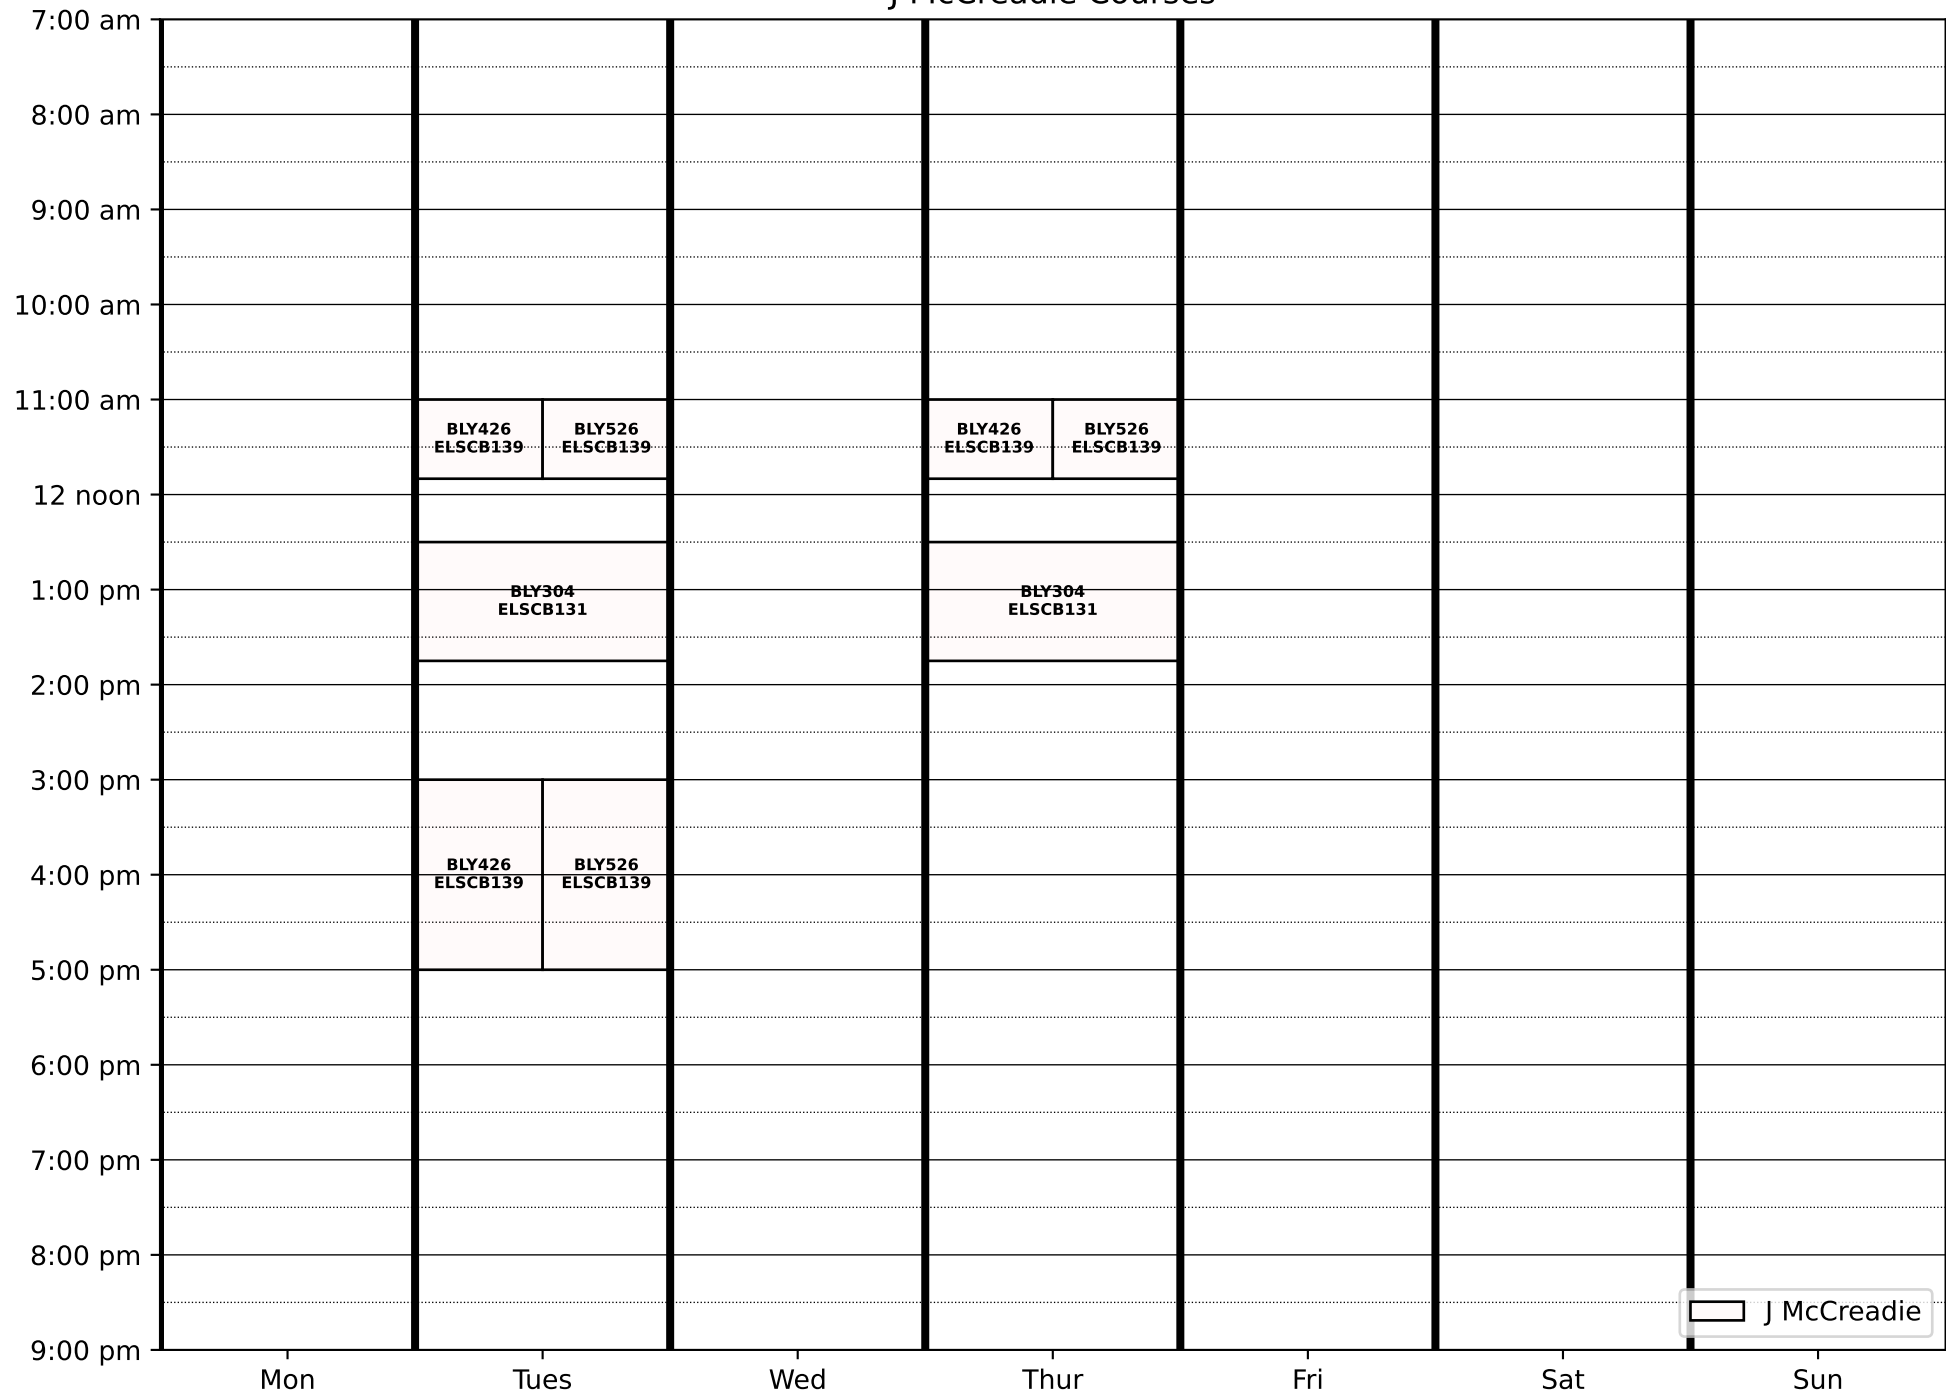 J McCreadie Courses
7:00 am
8:00 am
9:00 am
10:00 am
11:00 am
BLY426 BLY526 BLY426 BLY526
ELSCB139 ELSCB139 ELSCB139 ELSCB139
12 noon
1:00 pm
BLY304 BLY304
ELSCB131 ELSCB131
2:00 pm
3:00 pm
BLY426 BLY526
4:00 pm
ELSCB139 ELSCB139
5:00 pm
6:00 pm
7:00 pm
8:00 pm
J McCreadie
9:00 pm
Mon Tues Wed Thur Fri Sat Sun